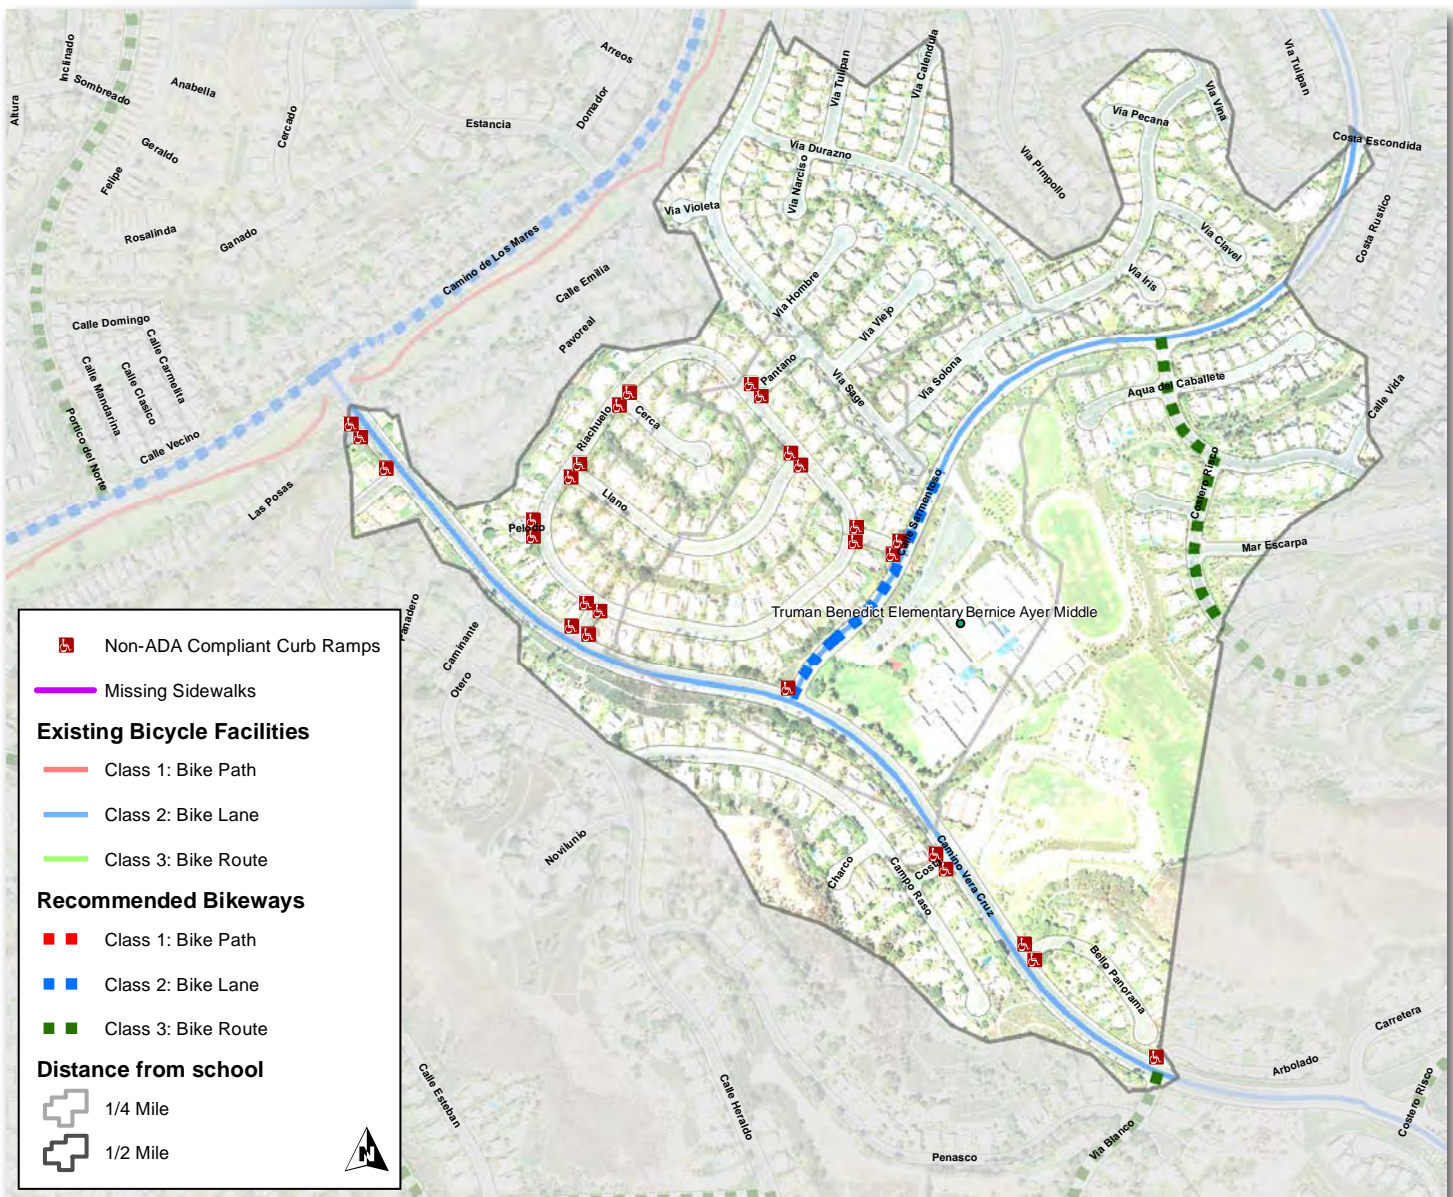 Inclinado
Sombreado
Altura
Anabella
Arreos
Cercado
Estancia
Domador
Geraldo
Felipe
Rosalinda
Ganado
Camino de Los Mares
Calle Emilia
Pavoreal
Calle Domingo
Calle Carmelita
Calle Clasico
Calle Mandarina
Portico del Norte
Calle Vecino
Las Posas
Via Tulipan
Via Calendula
Via Durazno
Via Narciso
Via Violeta
Via Pimpollo
Via Pecana
Via Vina
Via Tulipan
Costa Escondida
Costa Rustico
Via Clavel
Via Iris
Via Hombre
Via Viejo
Via Solona
Via Sage
Pantano
Riachuelo
Cerca
Llano
Peledo
Aqua del Caballete
Calle Vida
Costero Risco
Mar Escarpa
Calle Sarmentoso
Truman Benedict Elementary Bernice Ayer Middle
Panadero
Caminante
Otero
Novilunio
Charco
Campo Raso
Costa
Camino Vera Cruz
Bello Panorama
Carretera
Arbolado
Costero Risco
Via Blanco
Penasco
Calle Heraldo
Calle Esteban
Non-ADA Compliant Curb Ramps
Missing Sidewalks
Existing Bicycle Facilities
Class 1: Bike Path
Class 2: Bike Lane
Class 3: Bike Route
Recommended Bikeways
Class 1: Bike Path
Class 2: Bike Lane
Class 3: Bike Route
Distance from school
1/4 Mile
1/2 Mile
N